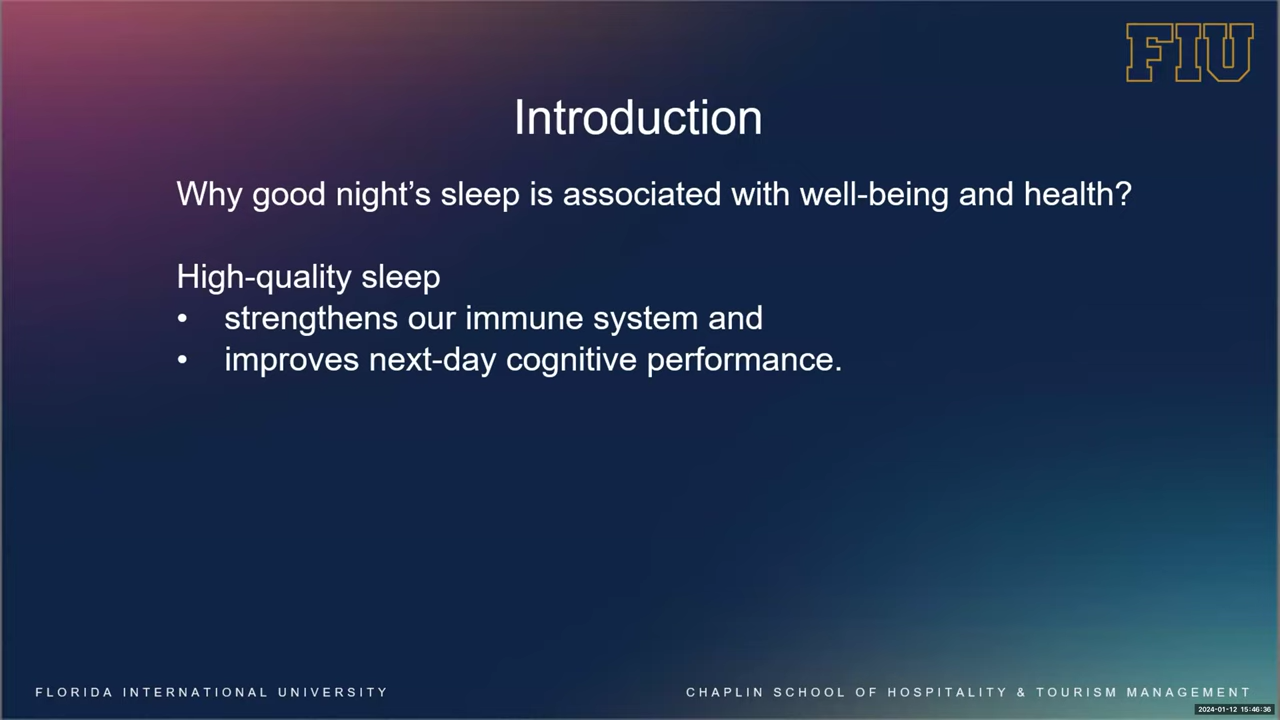 FIU
Introduction
Why good night’s sleep is associated with well-being and health?
High-quality sleep
• strengthens our immune system and
• improves next-day cognitive performance.
FLORIDA INTERNATIONAL UNIVERSITY
CHAPLIN SCHOOL OF HOSPITALITY & TOURISM MANAGEMENT
2024-01-12 15:46:36